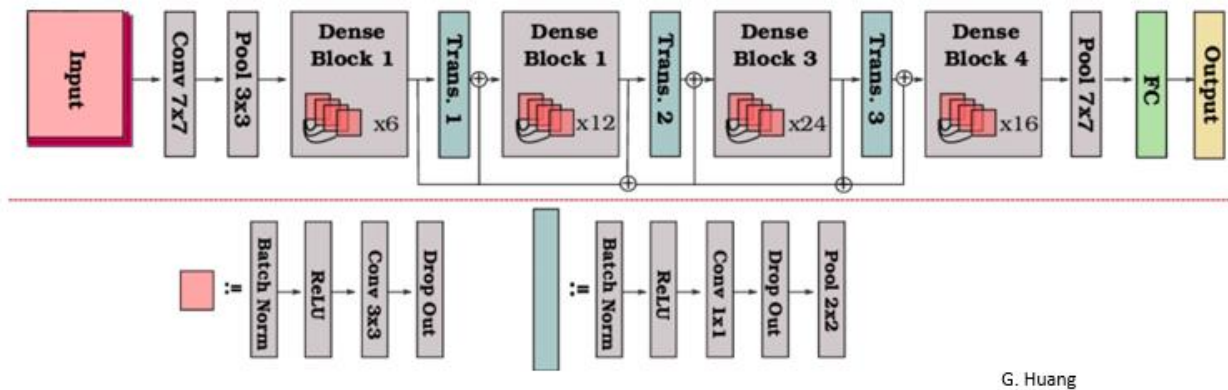 Input
Conv 7x7
Pool 3x3
Dense
Block 1
x6
Trans. 1
Dense
Block 1
x12
Trans. 2
Dense
Block 3
x24
Trans. 3
Dense
Block 4
x16
Pool 7x7
FC
Output
::=
Batch Norm
ReLU
Conv 3x3
Drop Out
::=
Batch Norm
ReLU
Conv 1x1
Drop Out
Pool 2x2
G. Huang